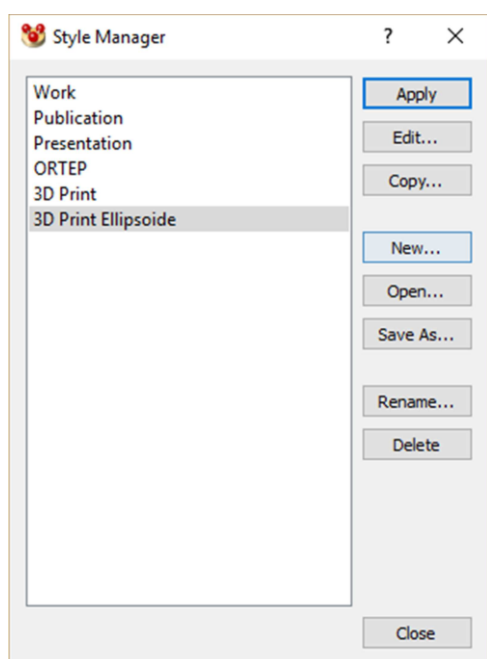 Style Manager
?
Work
Publication
Presentation
ORTEP
3D Print
3D Print Ellipsoide
Apply
Edit...
Copy...
New...
Open...
Save As...
Rename...
Delete
Close